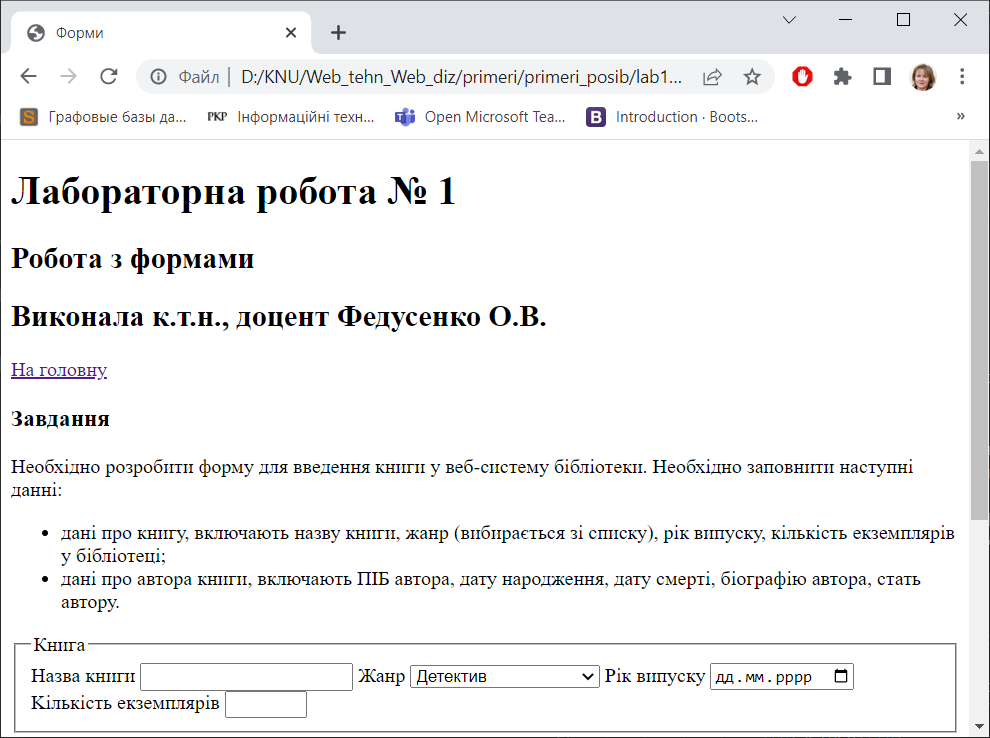 Форми
Файл | D:/KNU/Web_tehn_Web_diz/primeri/primeri_posib/lab1...
S Графовые базы да... РКР Інформаційні техн... Open Microsoft Tea... B Introduction · Boots... »
Лабораторна робота № 1
Робота з формами
Виконала к.т.н., доцент Федусенко О.В.
На головну
Завдання
Необхідно розробити форму для введення книги у веб-систему бібліотеки. Необхідно заповнити наступні
данні:
• дані про книгу, включають назву книги, жанр (вибирається зі списку), рік випуску, кількість екземплярів
у бібліотеці;
• дані про автора книги, включають ПІБ автора, дату народження, дату смерті, біографію автора, стать
автору.
Книга
Назва книги Жанр Детектив Рік випуску дд.мм.рррр
Кількість екземплярів